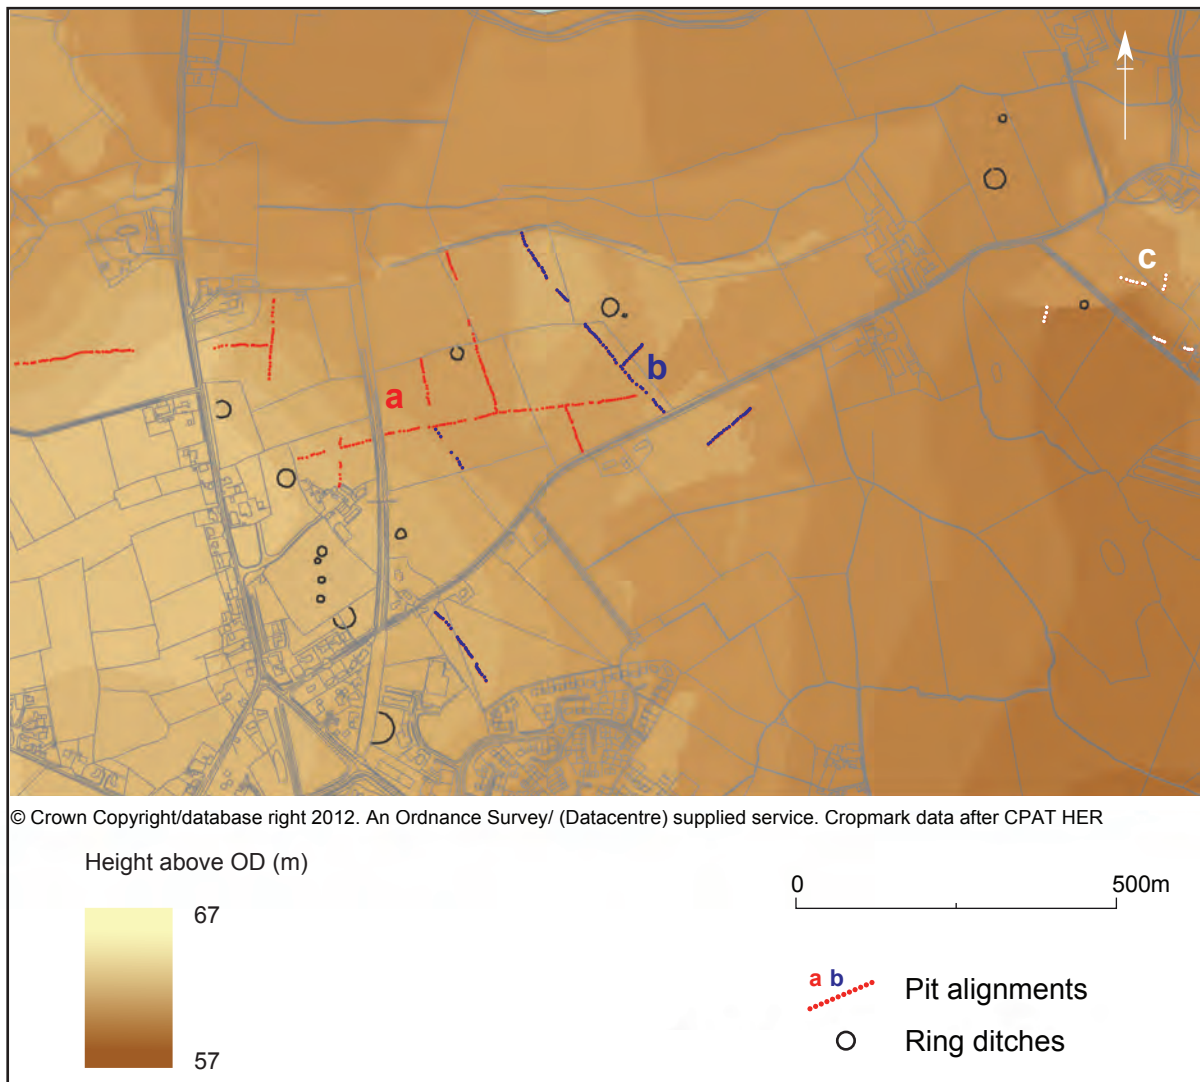 c
b
a
© Crown Copyright/database right 2012. An Ordnance Survey/ (Datacentre) supplied service. Cropmark data after CPAT HER
Height above OD (m)
67
57
0 500m
a b
Pit alignments
Ring ditches